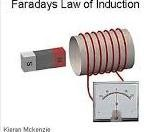 Faradays Law of Induction
S
Kieran Mckenzie